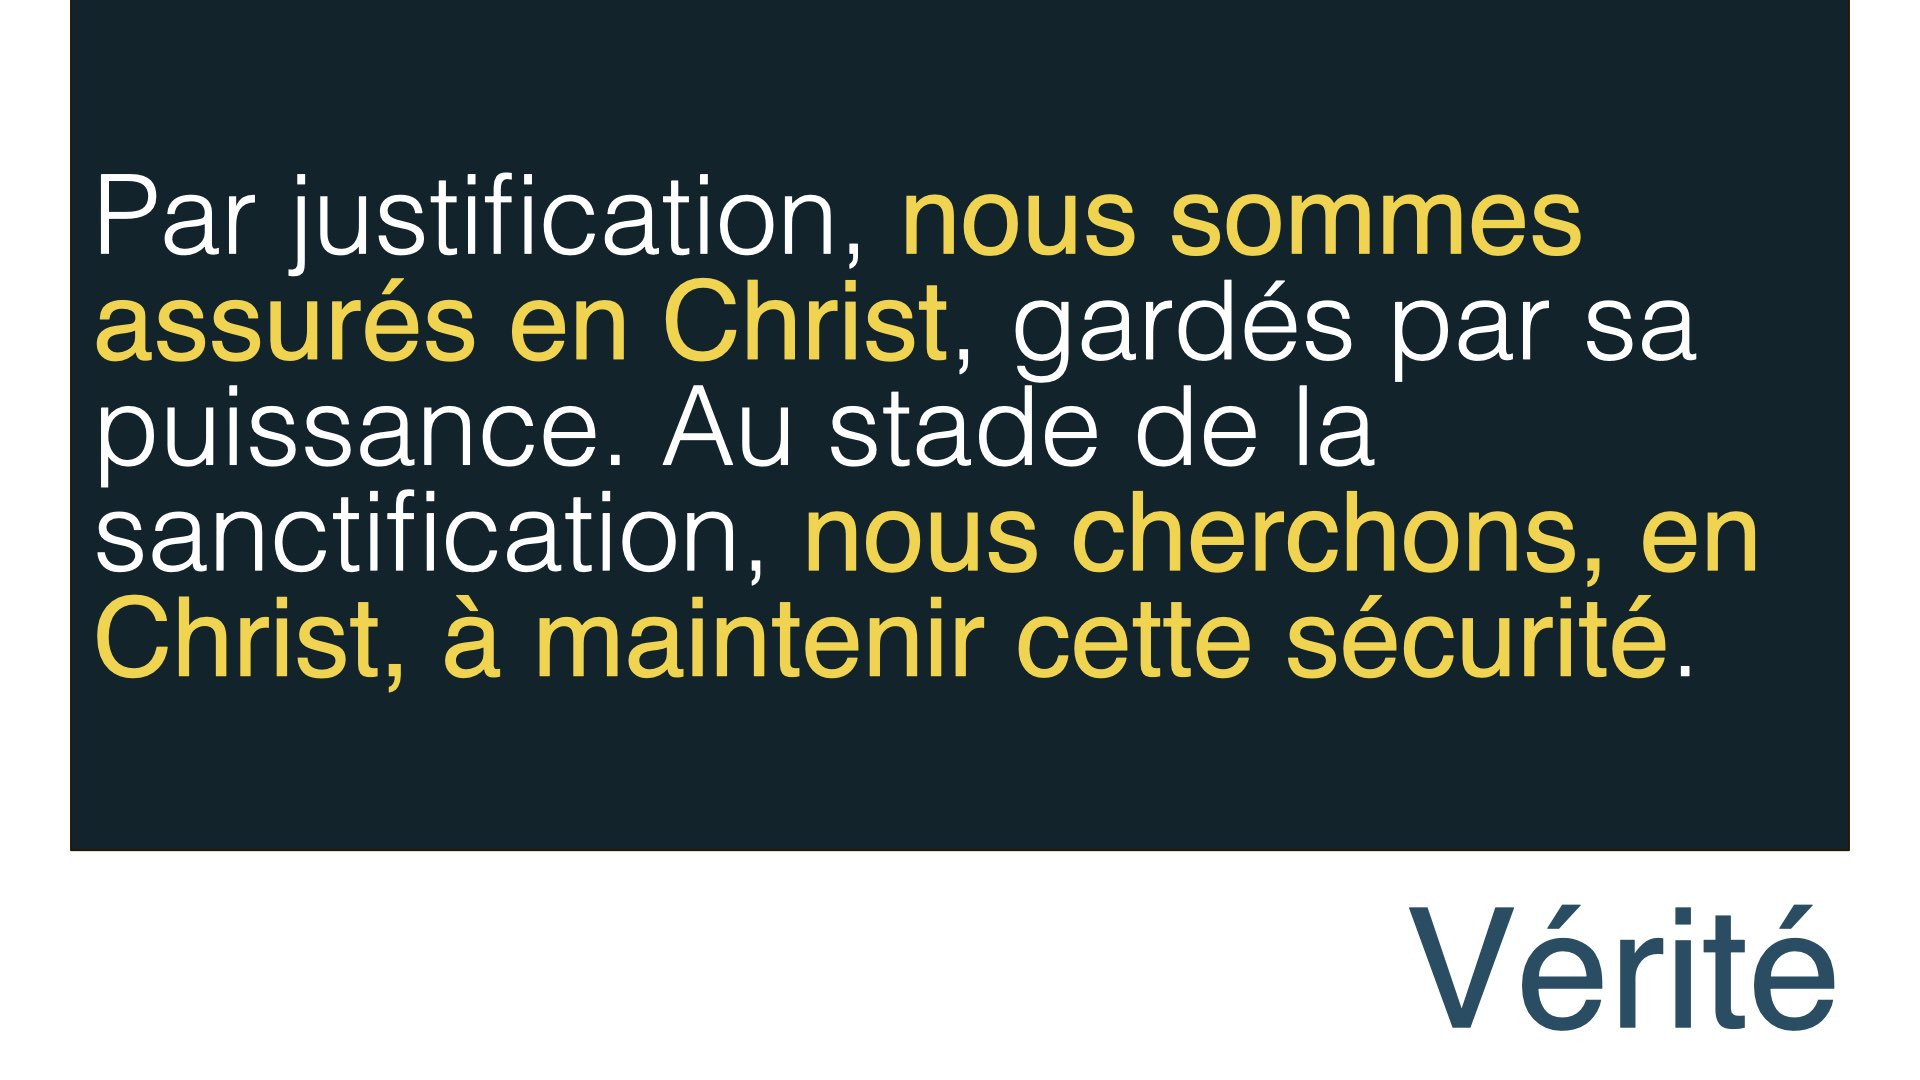 Par justification, nous sommes
assurés en Christ, gardés par sa
puissance. Au stade de la
sanctification, nous cherchons, en
Christ, à maintenir cette sécurité.
Vérité